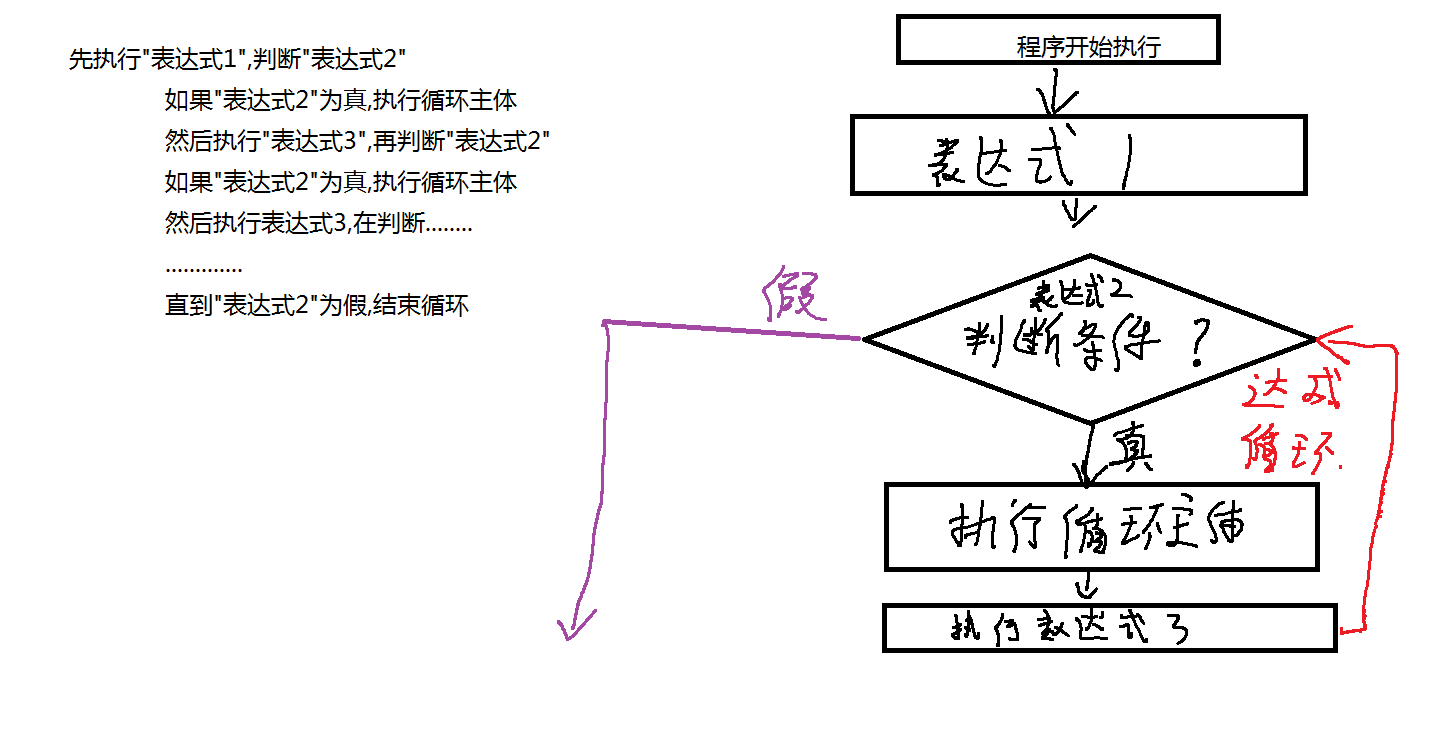 先执行"表达式1",判断"表达式2"
如果"表达式2"为真,执行循环主体
然后执行"表达式3",再判断"表达式2"
如果"表达式2"为真,执行循环主体
然后执行表达式3,在判断........
.............
直到"表达式2"为假,结束循环
程序开始执行
表达式 1
表达式2
判断条件 ?
假
真
达成
循环
执行循环主体
执行表达式3